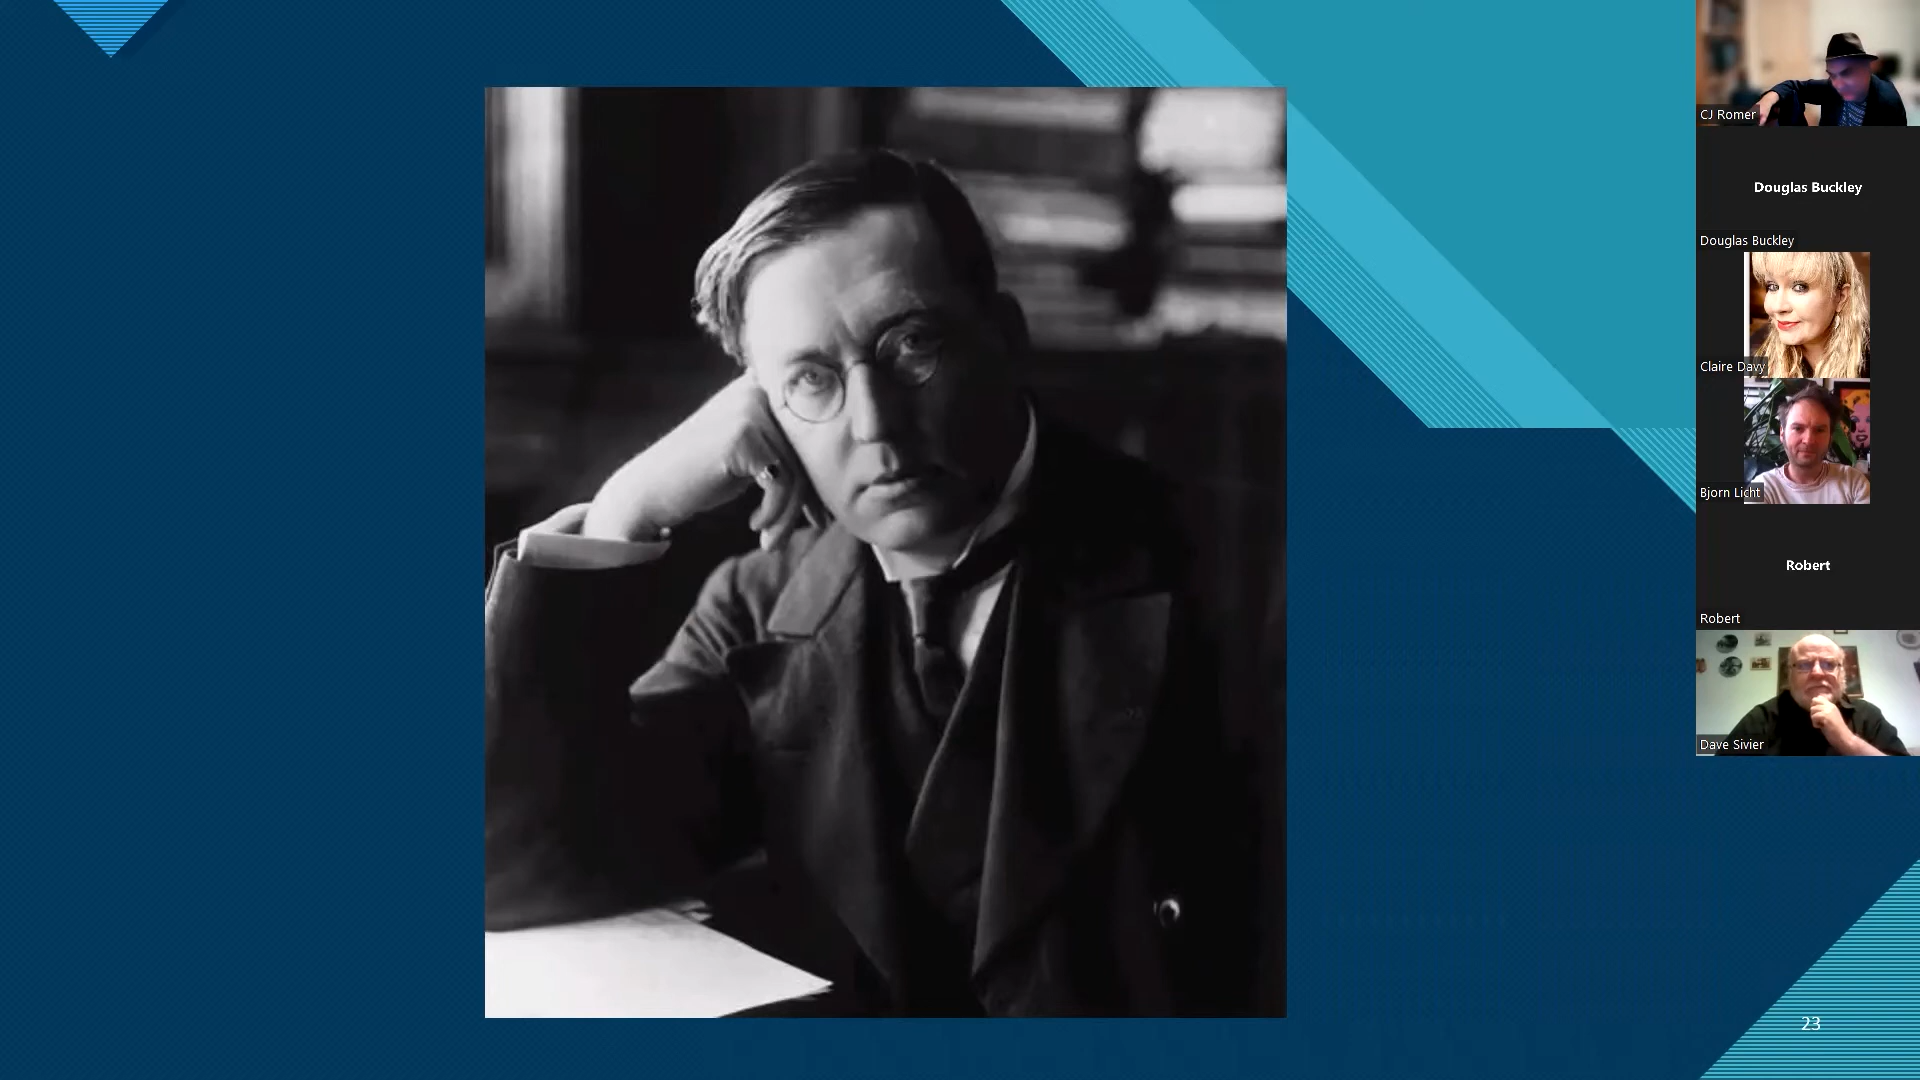 CJ Romer
Douglas Buckley
Douglas Buckley
Claire Davy
Bjorn Licht
Robert
Robert
Dave Sivier
23